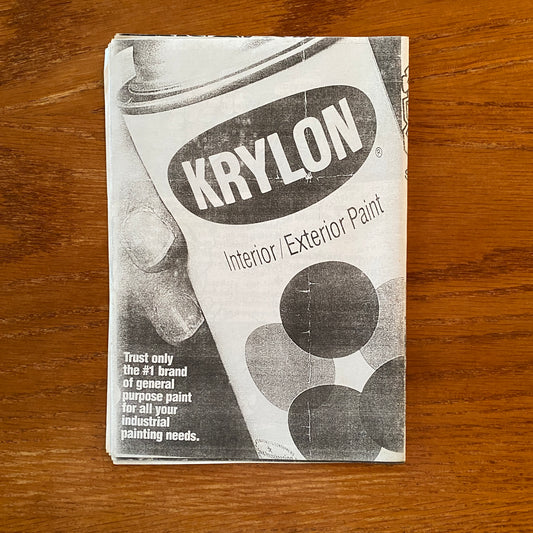 KRYLON®
Interior/Exterior Paint
Trust only
the #1 brand
of general
purpose paint
for all your
industrial
painting needs.